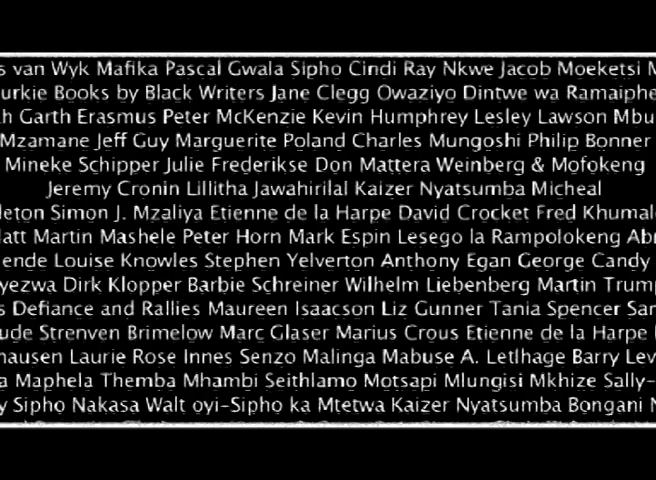 s van Wyk Mafika Pascal Gwala Sipho Cindi Ray Nkwe Jacob Moeketsi M
urkie Books by Black Writers Jane Clegg Owaziyo Dintwe wa Ramaiphe
h Garth Erasmus Peter McKenzie Kevin Humphrey Lesley Lawson Mbu
Mzamane Jeff Guy Marguerite Poland Charles Mungoshi Philip Bonner
Mineke Schipper Julie Frederikse Don Mattera Weinberg & Mofokeng
Jeremy Cronin Lillitha Jawahirilal Kaizer Nyatsumba Micheal
leton Simon J. Mzaliya Etienne de la Harpe David Crocket Fred Khumal
latt Martin Mashele Peter Horn Mark Espin Lesego la Rampolokeng Ab
ende Louise Knowles Stephen Yelverton Anthony Egan George Candy
yezwa Dirk Klopper Barbie Schreiner Wilhelm Liebenberg Martin Trump
s Defiance and Rallies Maureen Isaacson Liz Gunner Tania Spencer San
ude Strenven Brimelow Marc Glaser Marius Crous Etienne de la Harpe
hausen Laurie Rose Innes Senzo Malinga Mabuse A. Letlhage Barry Lev
a Maphela Themba Mhambi Seithlamo Motsapi Mlungisi Mkhize Sally-
y Sipho Nakasa Walt oyi-Sipho ka Mtetwa Kaizer Nyatsumba Bongani N